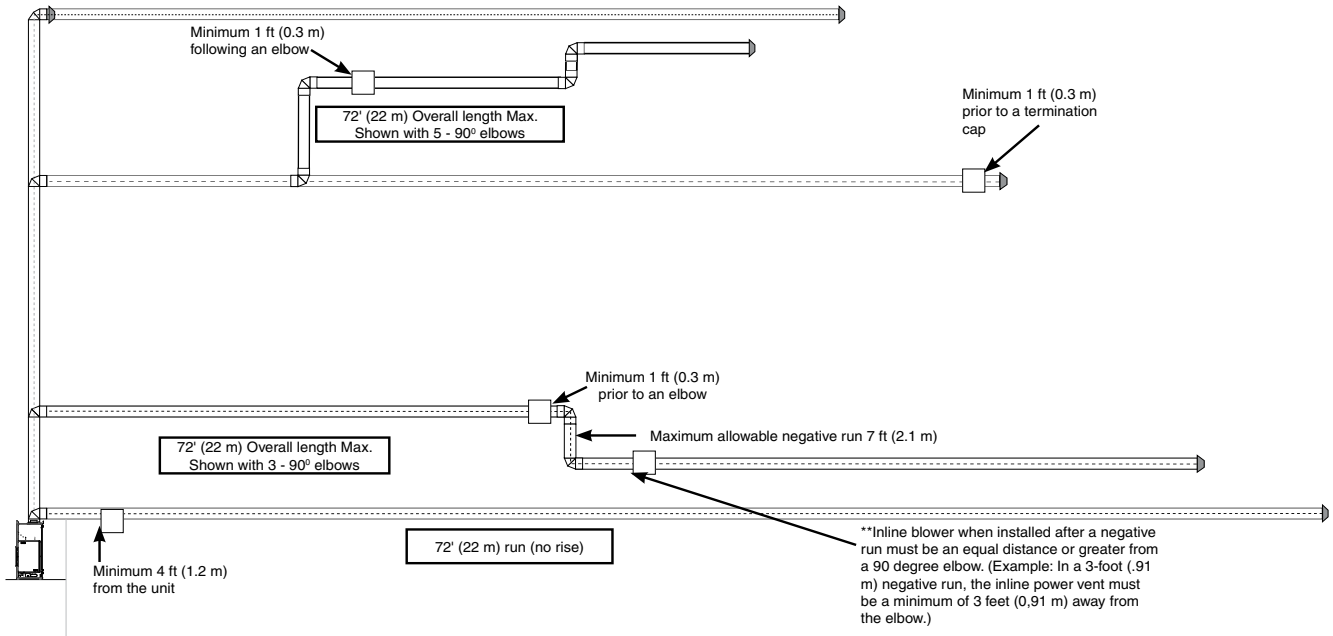 Minimum 1 ft (0.3 m)
following an elbow
72' (22 m) Overall length Max.
Shown with 5 - 90⁰ elbows
Minimum 1 ft (0.3 m)
prior to a termination
cap
Minimum 1 ft (0.3 m)
prior to an elbow
Maximum allowable negative run 7 ft (2.1 m)
72' (22 m) Overall length Max.
Shown with 3 - 90⁰ elbows
72' (22 m) run (no rise)
Minimum 4 ft (1.2 m)
from the unit
**Inline blower when installed after a negative
run must be an equal distance or greater from
a 90 degree elbow. (Example: In a 3-foot (.91
m) negative run, the inline power vent must
be a minimum of 3 feet (0,91 m) away from
the elbow.)